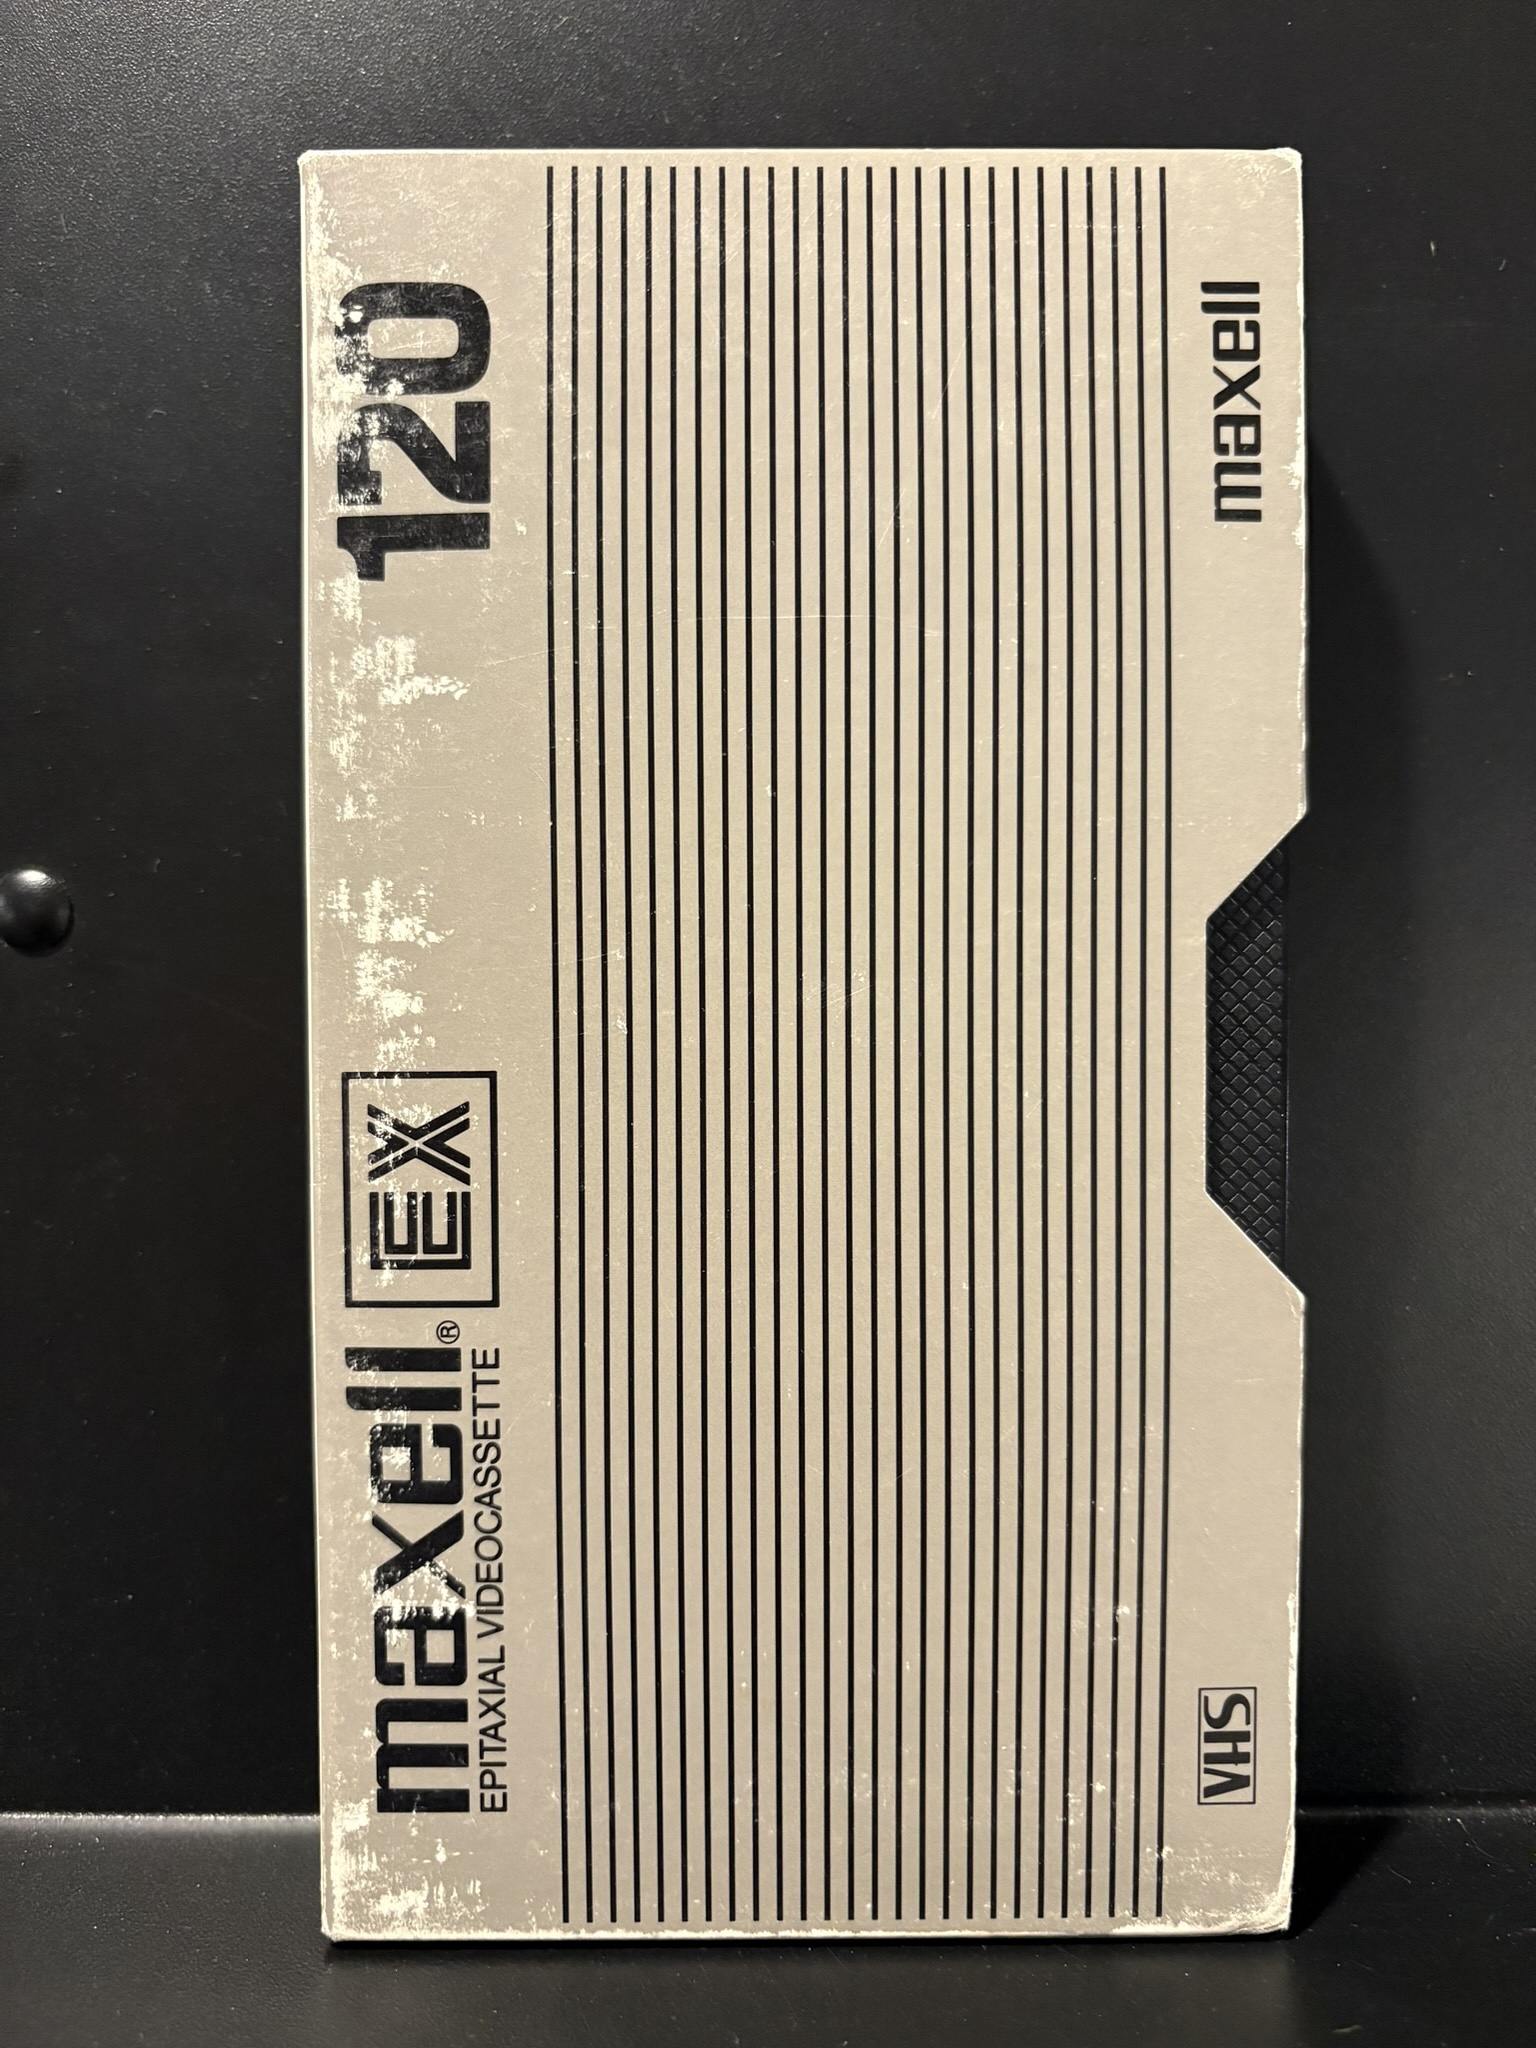 maxell® EX 120
EPITAXIAL VIDEOCASSETTE
VHS maxell